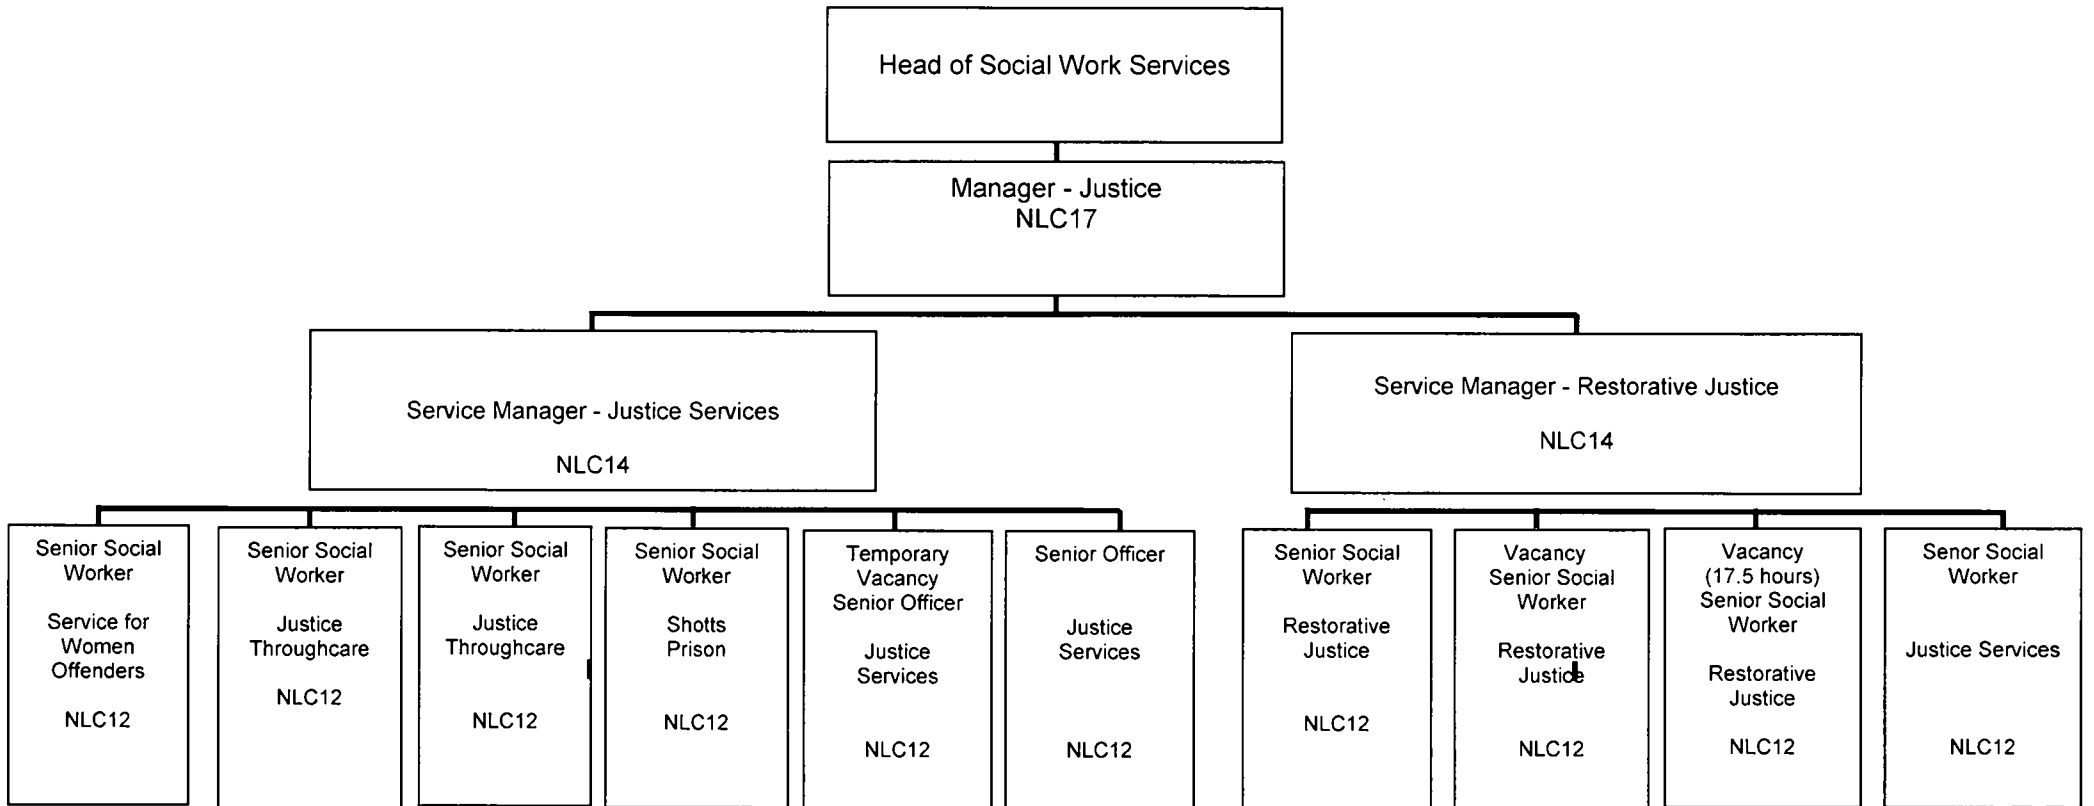 Head of Social Work Services
Manager - Justice
NLC17
Service Manager - Justice Services
NLC14
Service Manager - Restorative Justice
NLC14
Senior Social
Worker
Service for
Women
Offenders
NLC12
Senior Social
Worker
Justice
Throughcare
NLC12
Senior Social
Worker
Justice
Throughcare
NLC12
Senior Social
Worker
Shotts
Prison
NLC12
Temporary
Vacancy
Senior Officer
Justice
Services
NLC12
Senior Officer
Justice
Services
NLC12
Senior Social
Worker
Restorative
Justice
NLC12
Vacancy
Senior Social
Worker
Restorative
Justice
NLC12
Vacancy
(17.5 hours)
Senior Social
Worker
Restorative
Justice
NLC12
Senor Social
Worker
Justice Services
NLC12